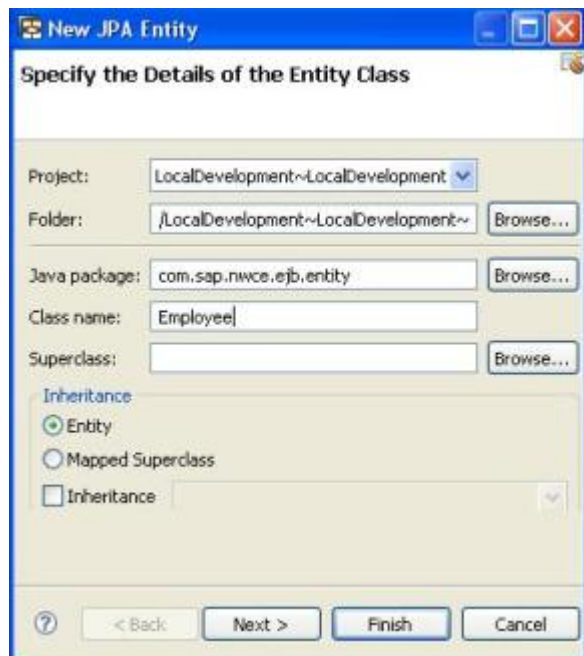 New JPA Entity
Specify the Details of the Entity Class
Project: LocalDevelopment~LocalDevelopment
Folder: /LocalDevelopment~LocalDevelopment~ Browse...
Java package: com.sap.nwce.ejb.entity Browse...
Class name: Employee
Superclass: Browse...
Inheritance
Entity
Mapped Superclass
Inheritance
? < Back Next > Finish Cancel